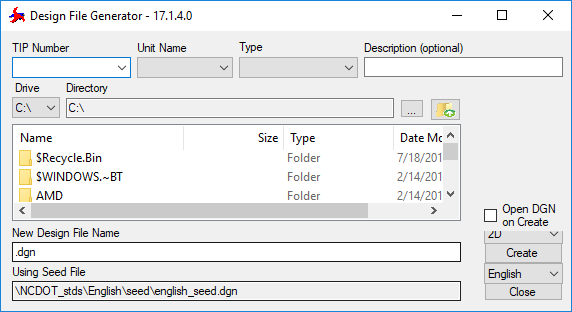 Design File Generator - 17.1.4.0
TIP Number
Unit Name
Type
Description (optional)
Drive
Directory
C:\
C:\
...
Name Size Type Date Mo
$Recycle.Bin Folder 7/18/201
$WINDOWS.~BT Folder 2/14/201
AMD Folder 2/14/201
Open DGN
on Create
New Design File Name
2D
.dgn
Create
Using Seed File
English
\NCDOT_stds\English\seed\english_seed.dgn
Close